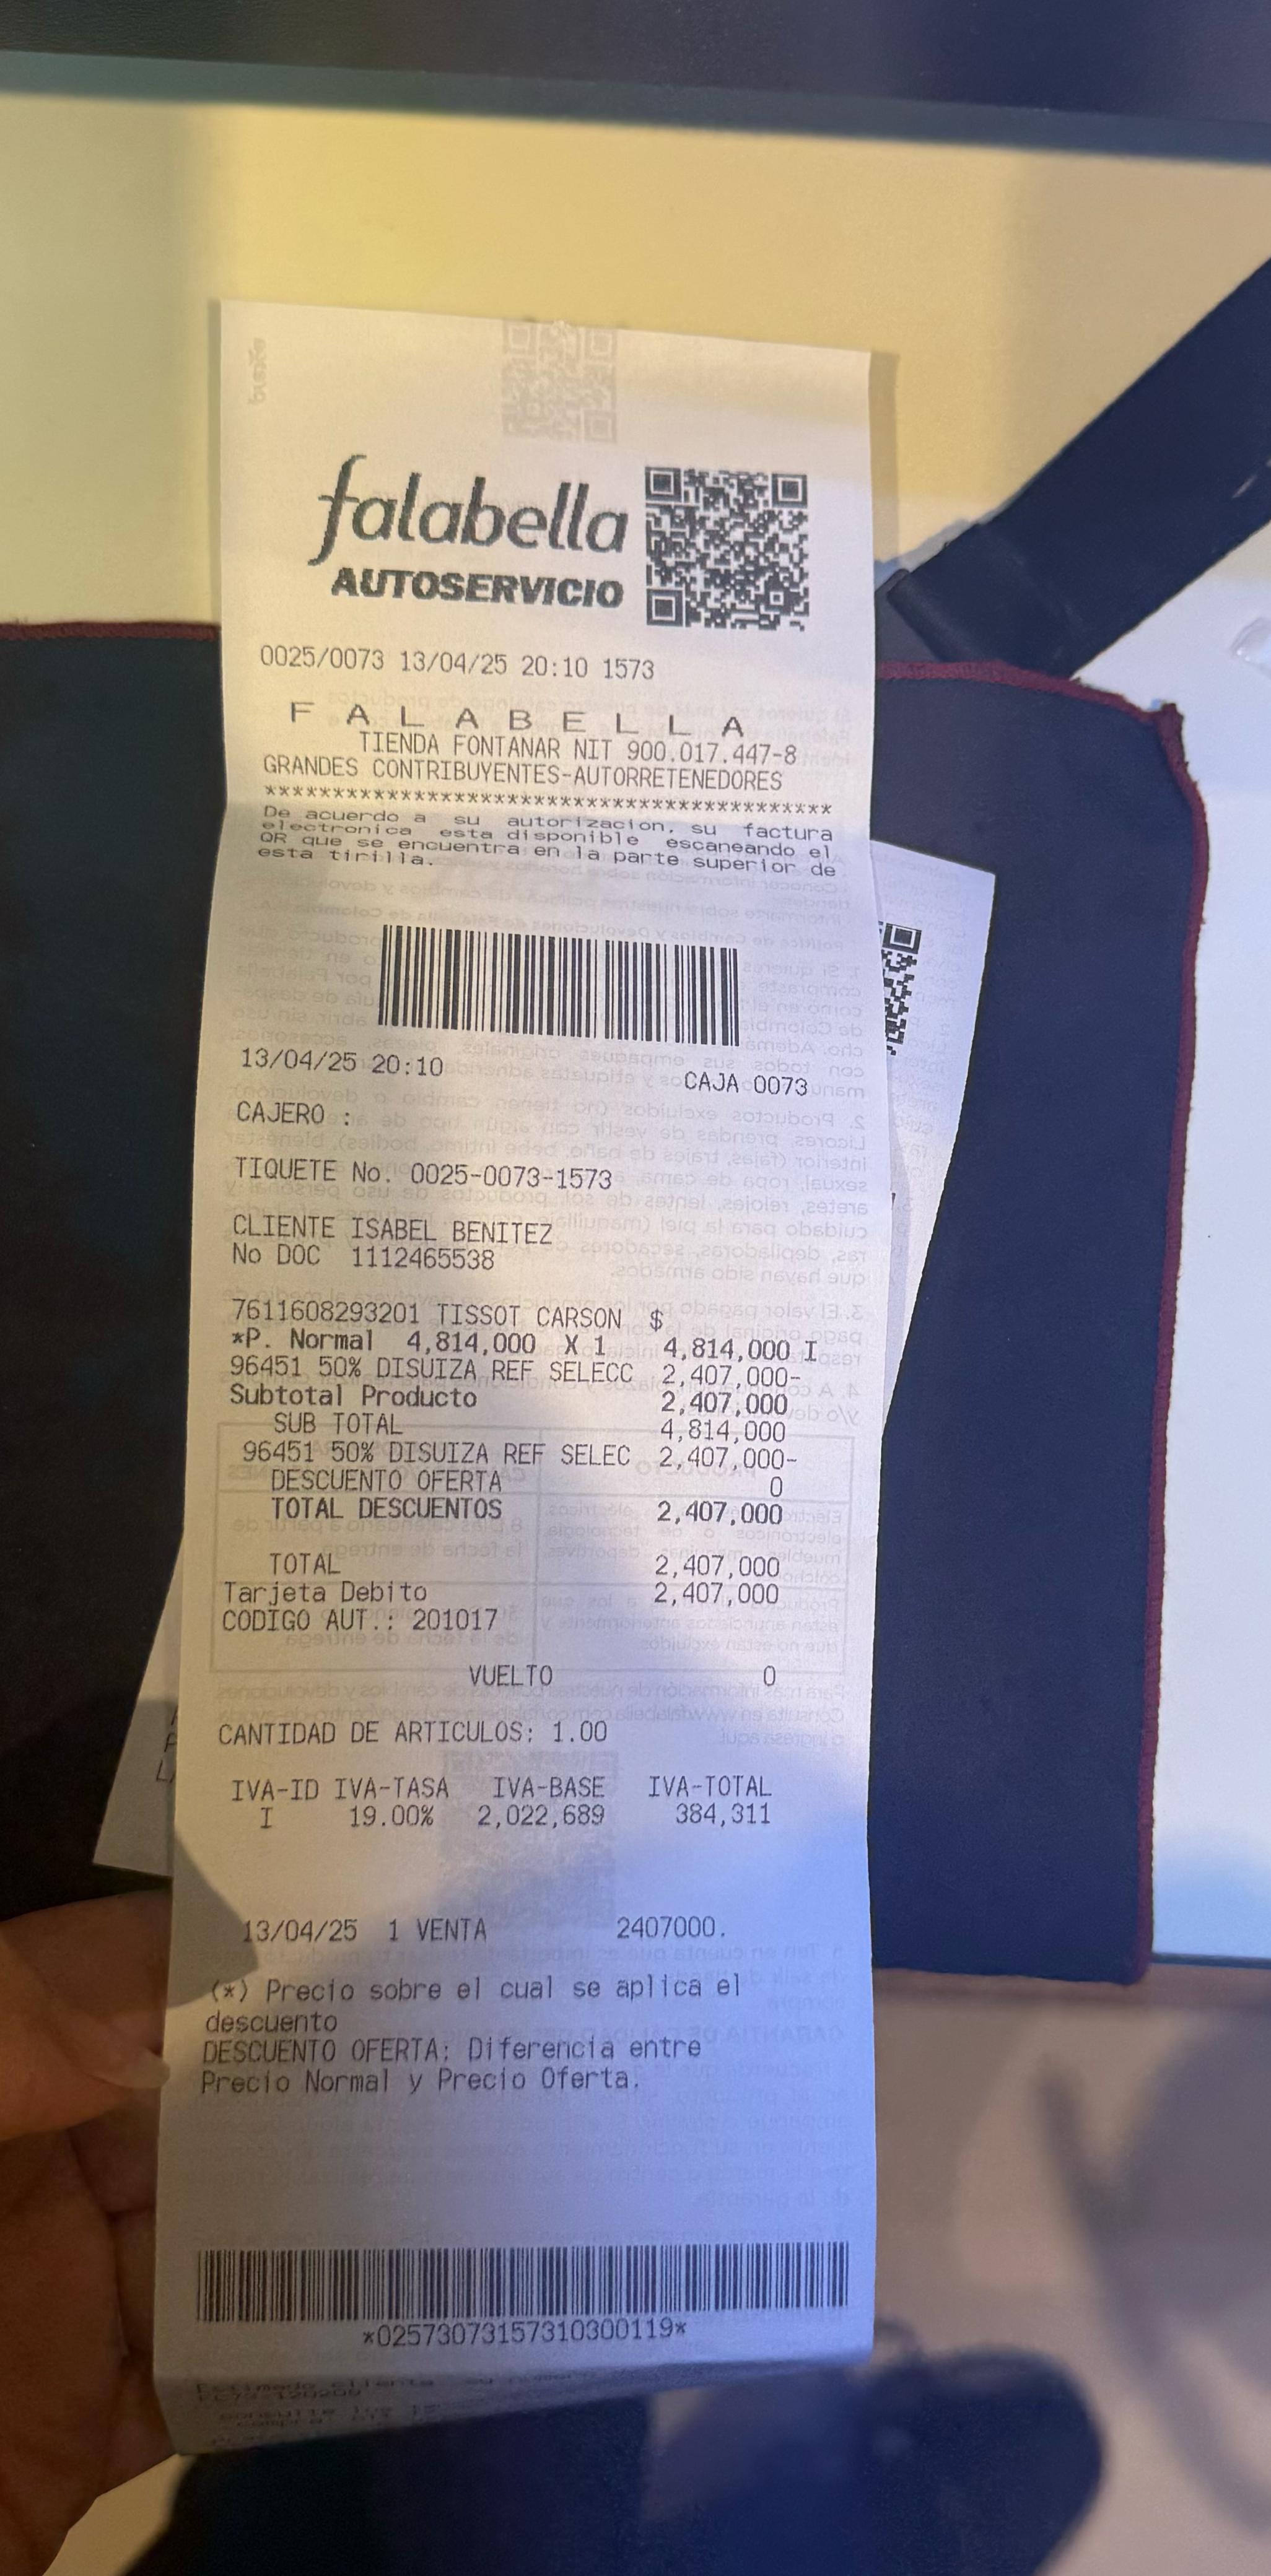 falabella
AUTOSERVICIO
0025/0073 13/04/25 20:10 1573
F A L A B E L L A
TIENDA FONTANAR NIT 900.017.447-8
GRANDES CONTRIBUYENTES-AUTORRETENEDORES
******************************************
De acuerdo a su autorizacion, su factura
electronica esta disponible escaneando el
QR que se encuentra en la parte superior de
esta tirilla.
13/04/25 20:10 CAJA 0073
CAJERO :
TIQUETE No. 0025-0073-1573
CLIENTE ISABEL BENITEZ
No DOC 1112465538
7611608293201 TISSOT CARSON $
*P. Normal 4,814,000 X 1 4,814,000 I
96451 50% DISUIZA REF SELECC 2,407,000-
Subtotal Producto 2,407,000
SUB TOTAL 4,814,000
96451 50% DISUIZA REF SELEC 2,407,000-
DESCUENTO OFERTA 0
TOTAL DESCUENTOS 2,407,000
TOTAL 2,407,000
Tarjeta Debito 2,407,000
CODIGO AUT.: 201017
VUELTO 0
CANTIDAD DE ARTICULOS: 1.00
IVA-ID IVA-TASA IVA-BASE IVA-TOTAL
I 19.00% 2,022,689 384,311
13/04/25 1 VENTA 2407000.
(*) Precio sobre el cual se aplica el
descuento
DESCUENTO OFERTA: Diferencia entre
Precio Normal y Precio Oferta.
*02573073157310300119*